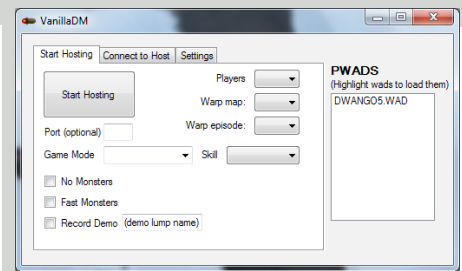 VanillaDM
Start Hosting Connect to Host Settings
Start Hosting
Players
Warp map:
Warp episode:
Port (optional)
Game Mode Skill
No Monsters
Fast Monsters
Record Demo (demo lump name)
PWADS
(Highlight wads to load them)
DWANGO5.WAD